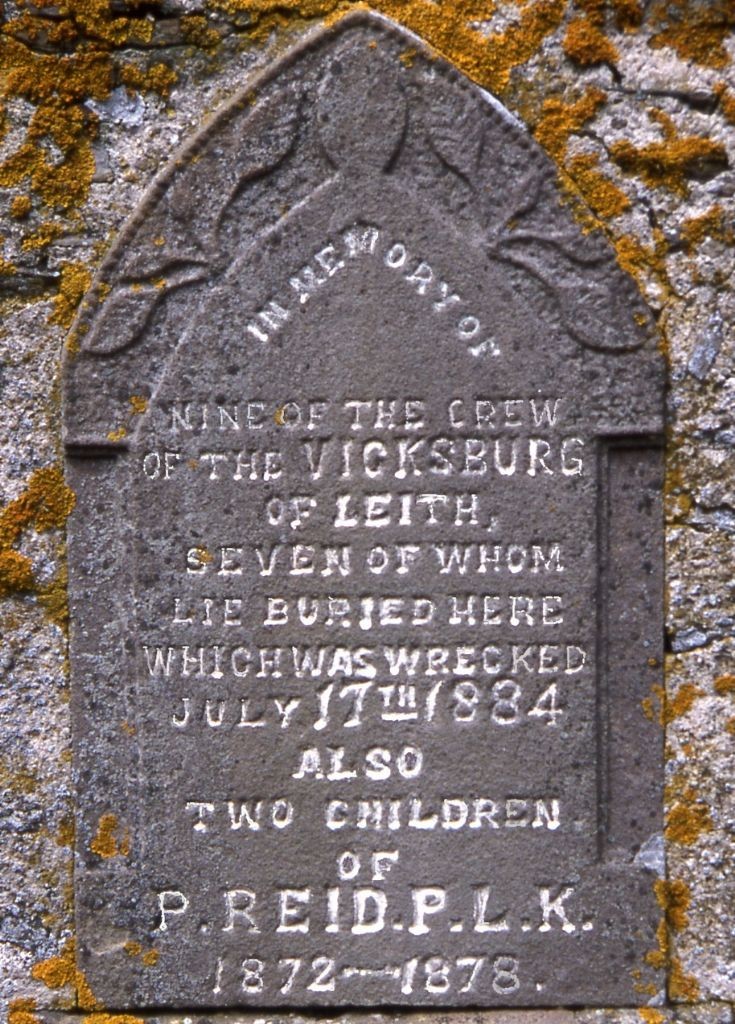 IN MEMORY OF
NINE OF THE CREW
OF THE VICKSBURG
OF LEITH,
SEVEN OF WHOM
LIE BURIED HERE
WHICH WAS WRECKED
JULY 17TH 1884
ALSO
TWO CHILDREN
OF
P. REID. P. L. K.
1872—1878.